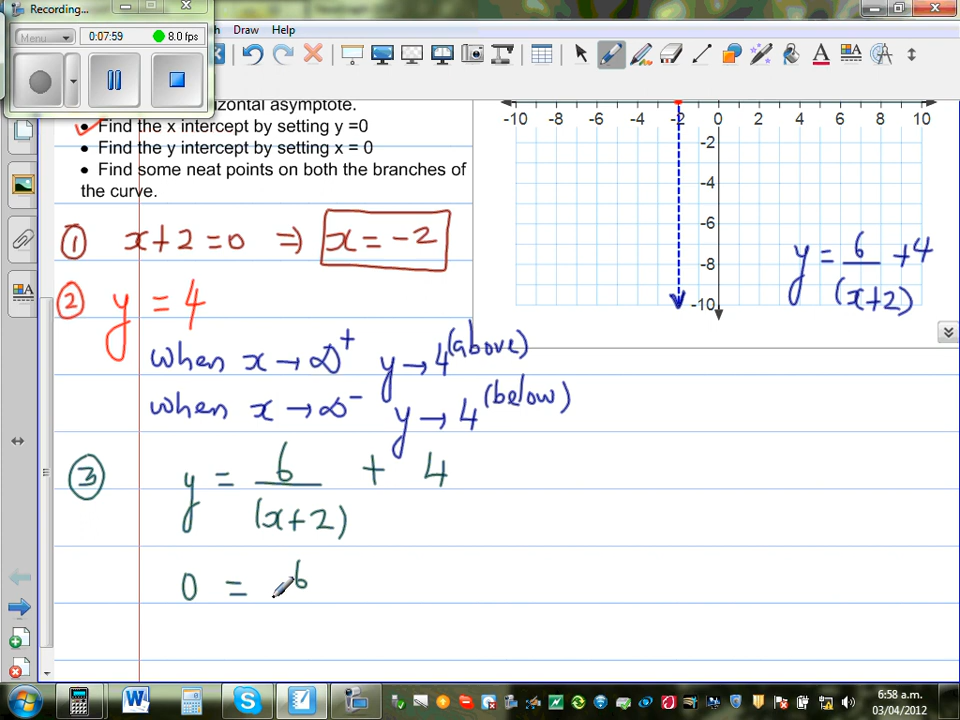 Recording...
Menu
0:07:59
8.0 fps
Draw Help
izontal asymptote.
• Find the x intercept by setting y =0
• Find the y intercept by setting x = 0
• Find some neat points on both the branches of
the curve.
-10 -8 -6 -4 -2 0 2 4 6 8 10
-2
-4
-6
-8
-10
y = 6/(x+2) +4
① x+2=0 ⇒ x = -2
② y = 4
when x → ∞⁺ y → 4 (above)
when x → ∞⁻ y → 4 (below)
③ y = 6/(x+2) + 4
0 = 6
6:58 a.m.
03/04/2012